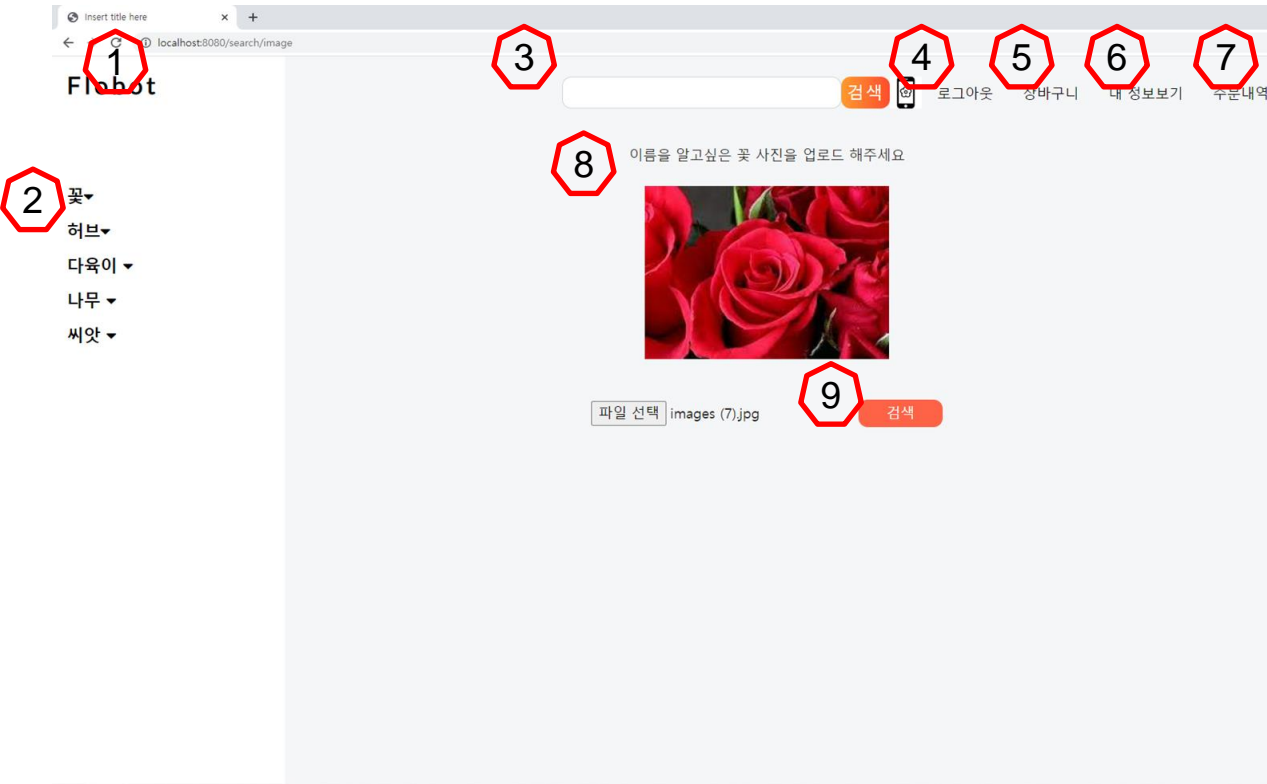 Insert title here
localhost:8080/search/image
1
3
4
5
6
7
Flobot
검색
로그아웃
장바구니
내 정보보기
주문내역
8
이름을 알고싶은 꽃 사진을 업로드 해주세요
2
꽃
허브
다육이
나무
씨앗
9
파일 선택 images (7).jpg
검색